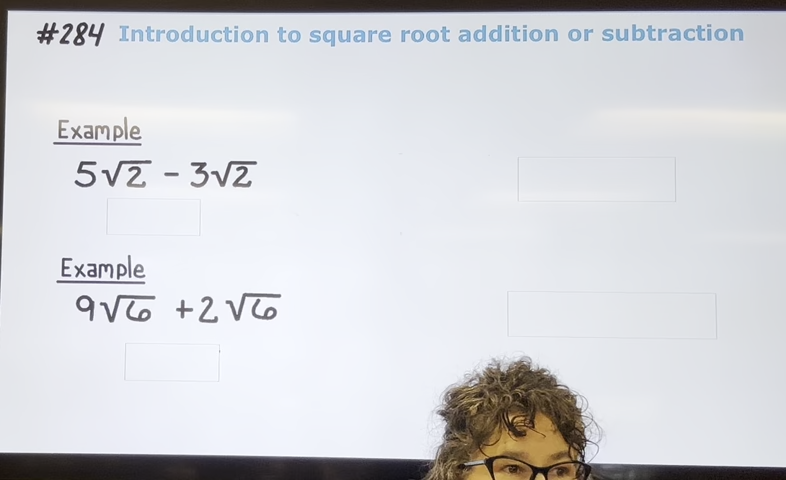 #284 Introduction to square root addition or subtraction
Example
5√2 - 3√2
Example
9√6 + 2√6